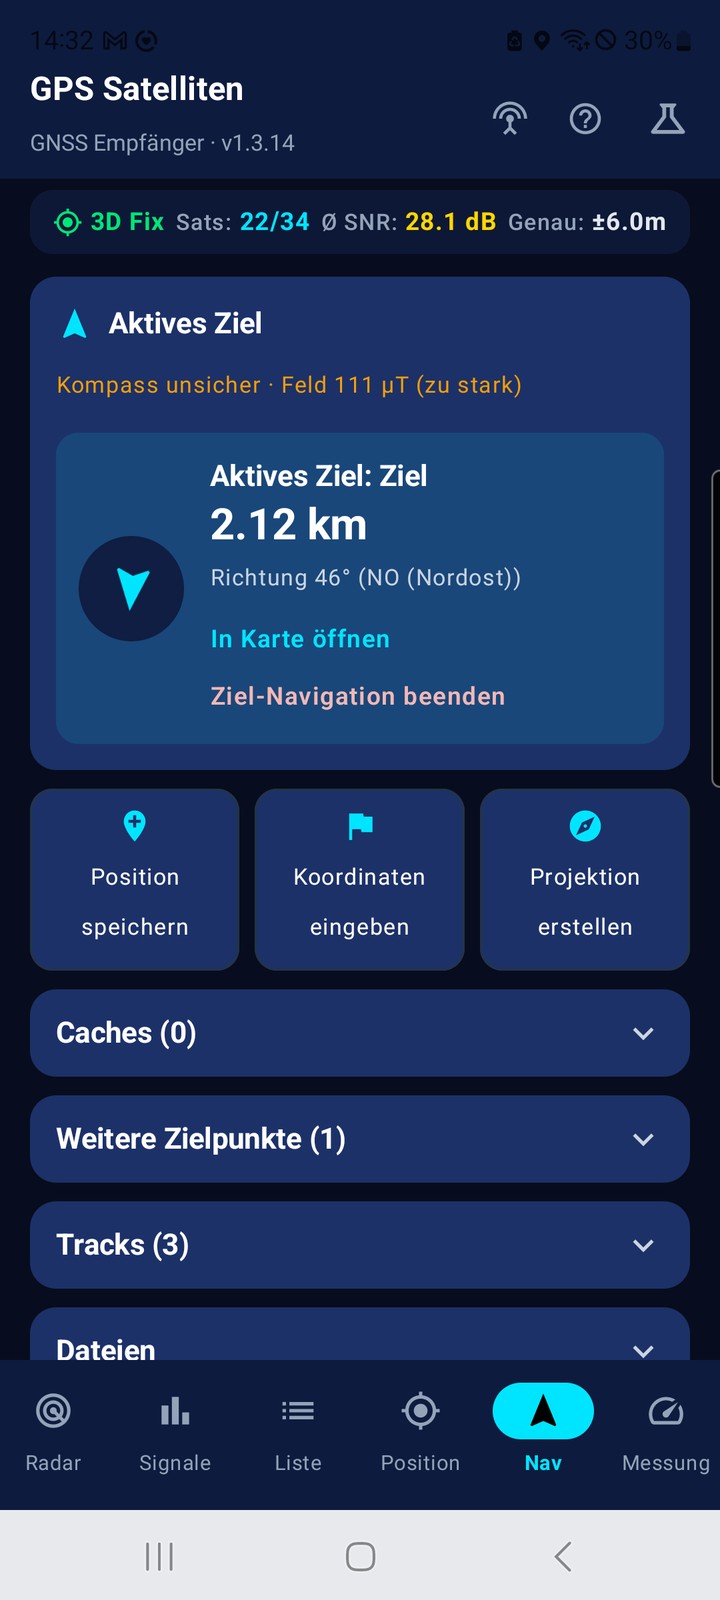 14:32
30%
GPS Satelliten
GNSS Empfänger · v1.3.14
3D Fix Sats: 22/34 Ø SNR: 28.1 dB Genau: ±6.0m
Aktives Ziel
Kompass unsicher · Feld 111 µT (zu stark)
Aktives Ziel: Ziel
2.12 km
Richtung 46° (NO (Nordost))
In Karte öffnen
Ziel-Navigation beenden
Position
speichern
Koordinaten
eingeben
Projektion
erstellen
Caches (0)
Weitere Zielpunkte (1)
Tracks (3)
Dateien
Radar
Signale
Liste
Position
Nav
Messung